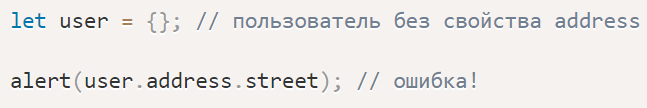 let user = {}; // пользователь без свойства address
alert(user.address.street); // ошибка!